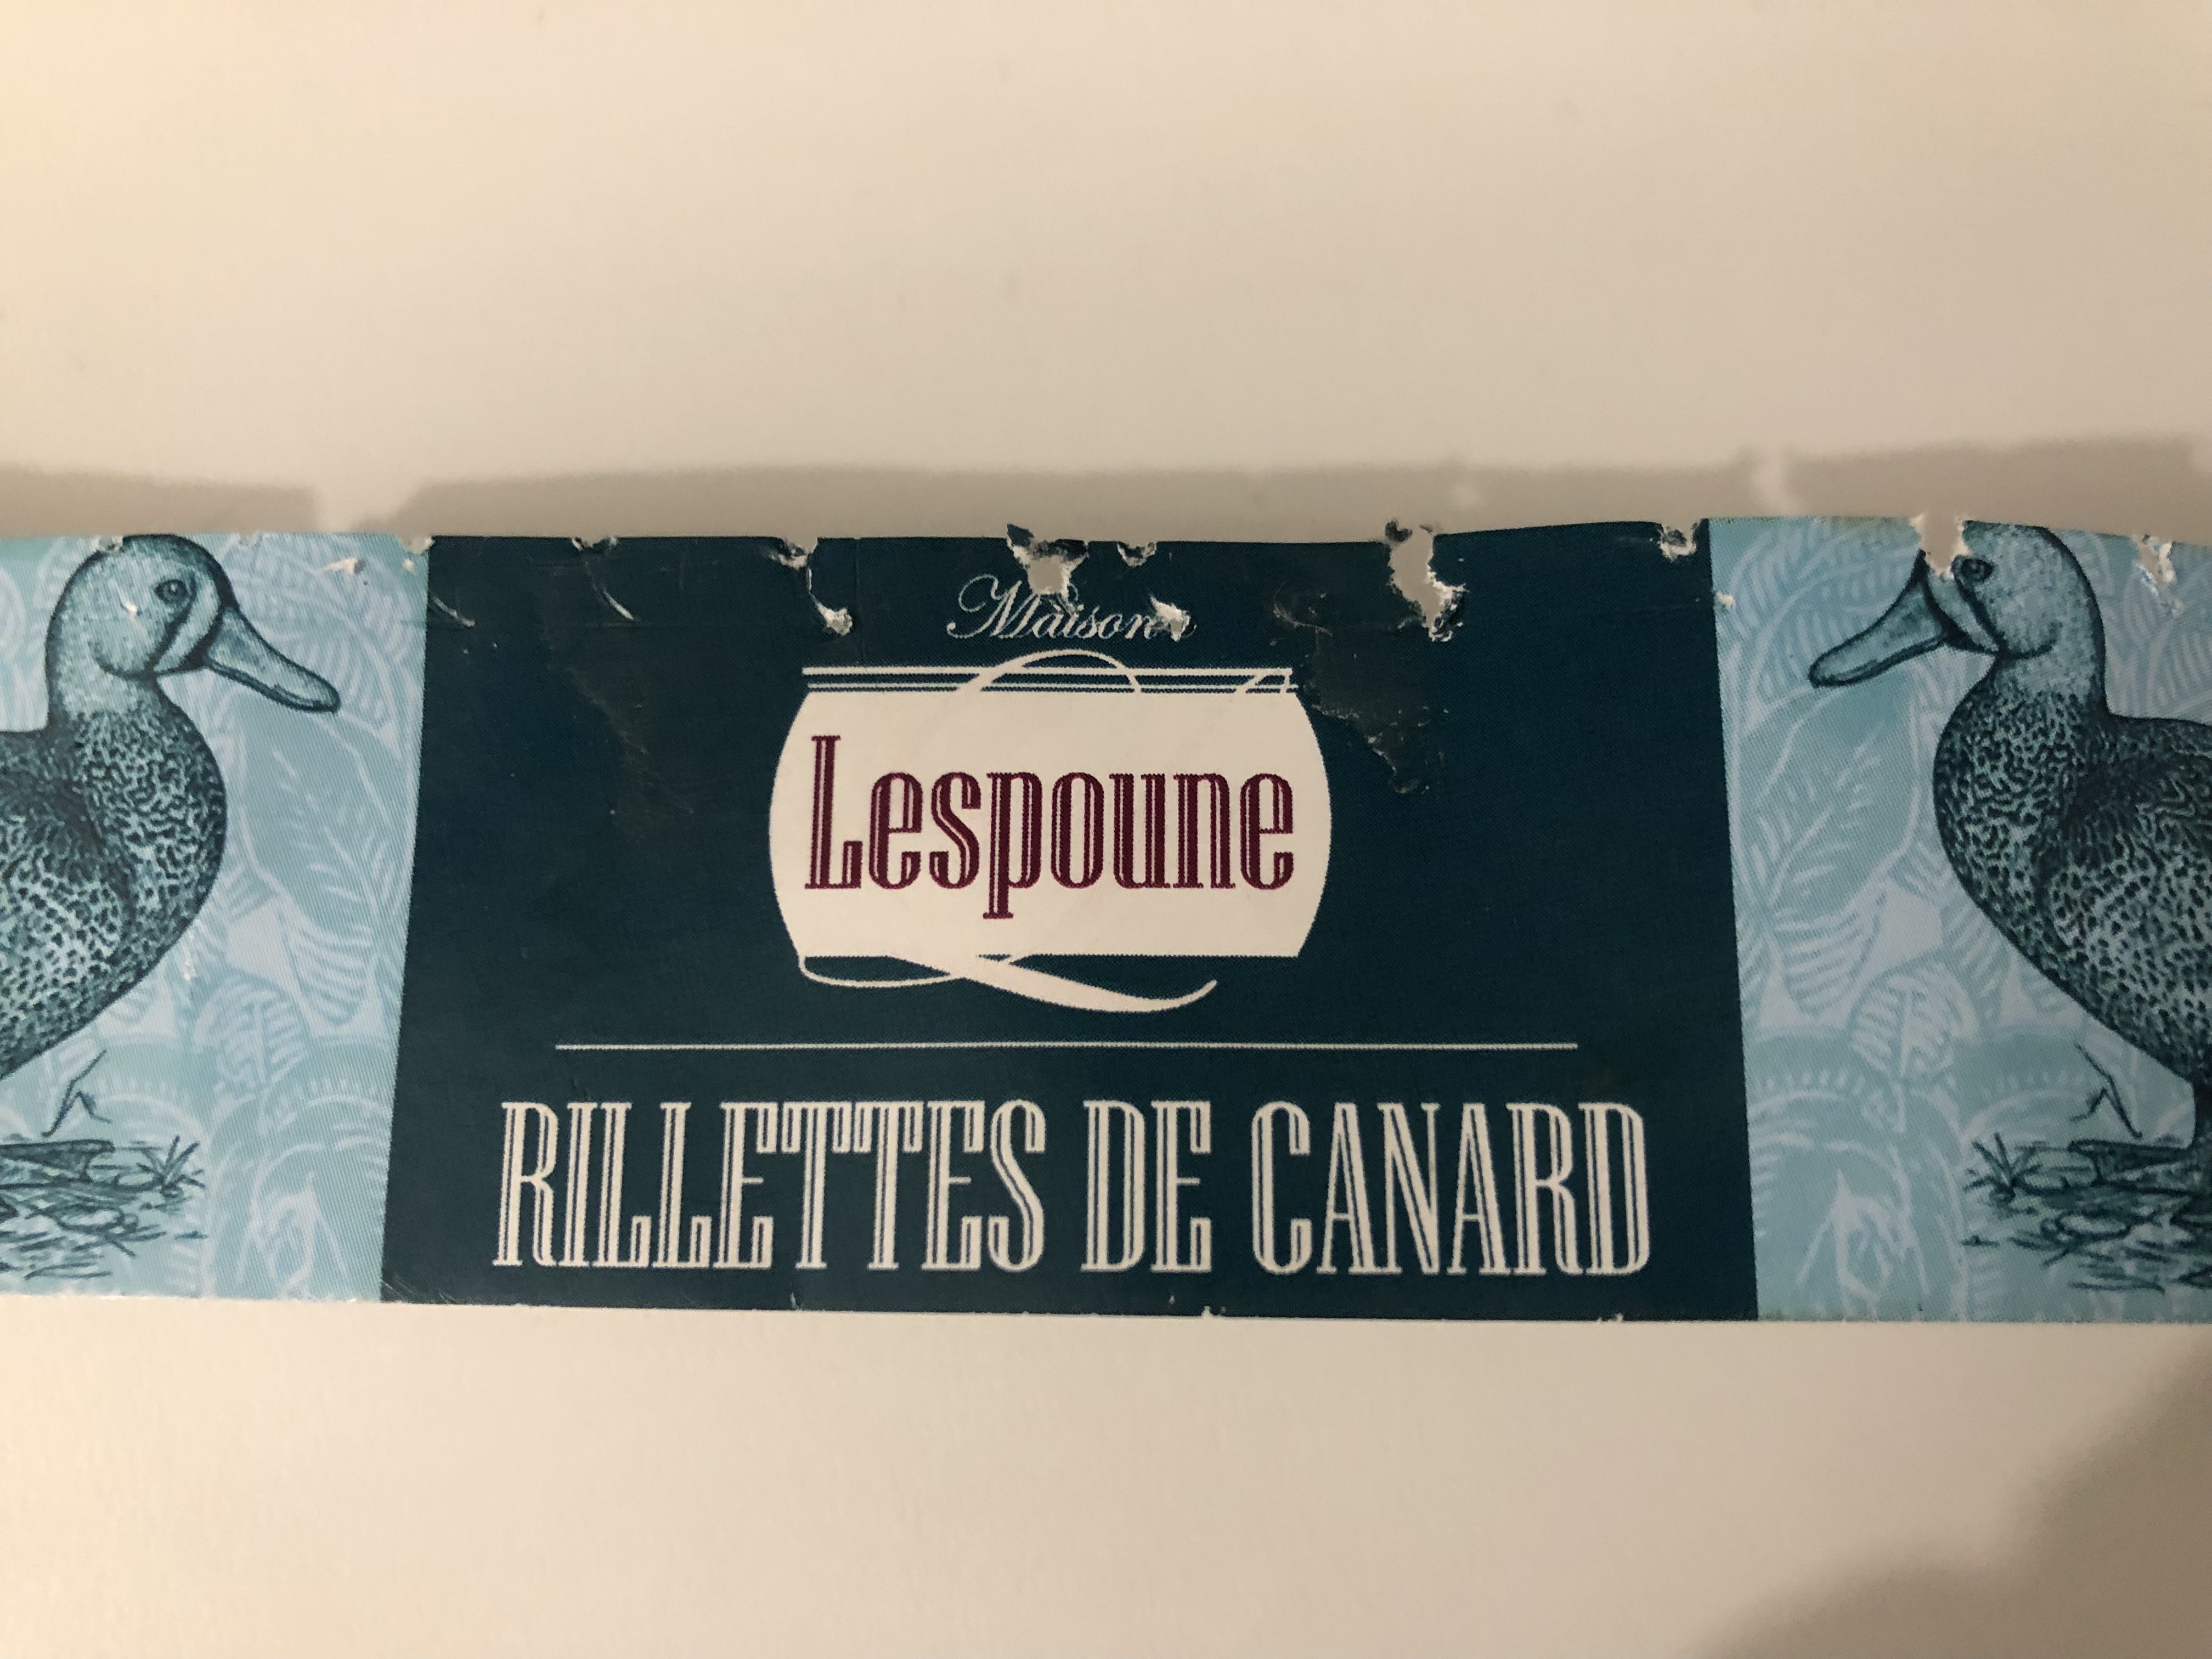 Maison
Lespoune
RILLETTES DE CANARD